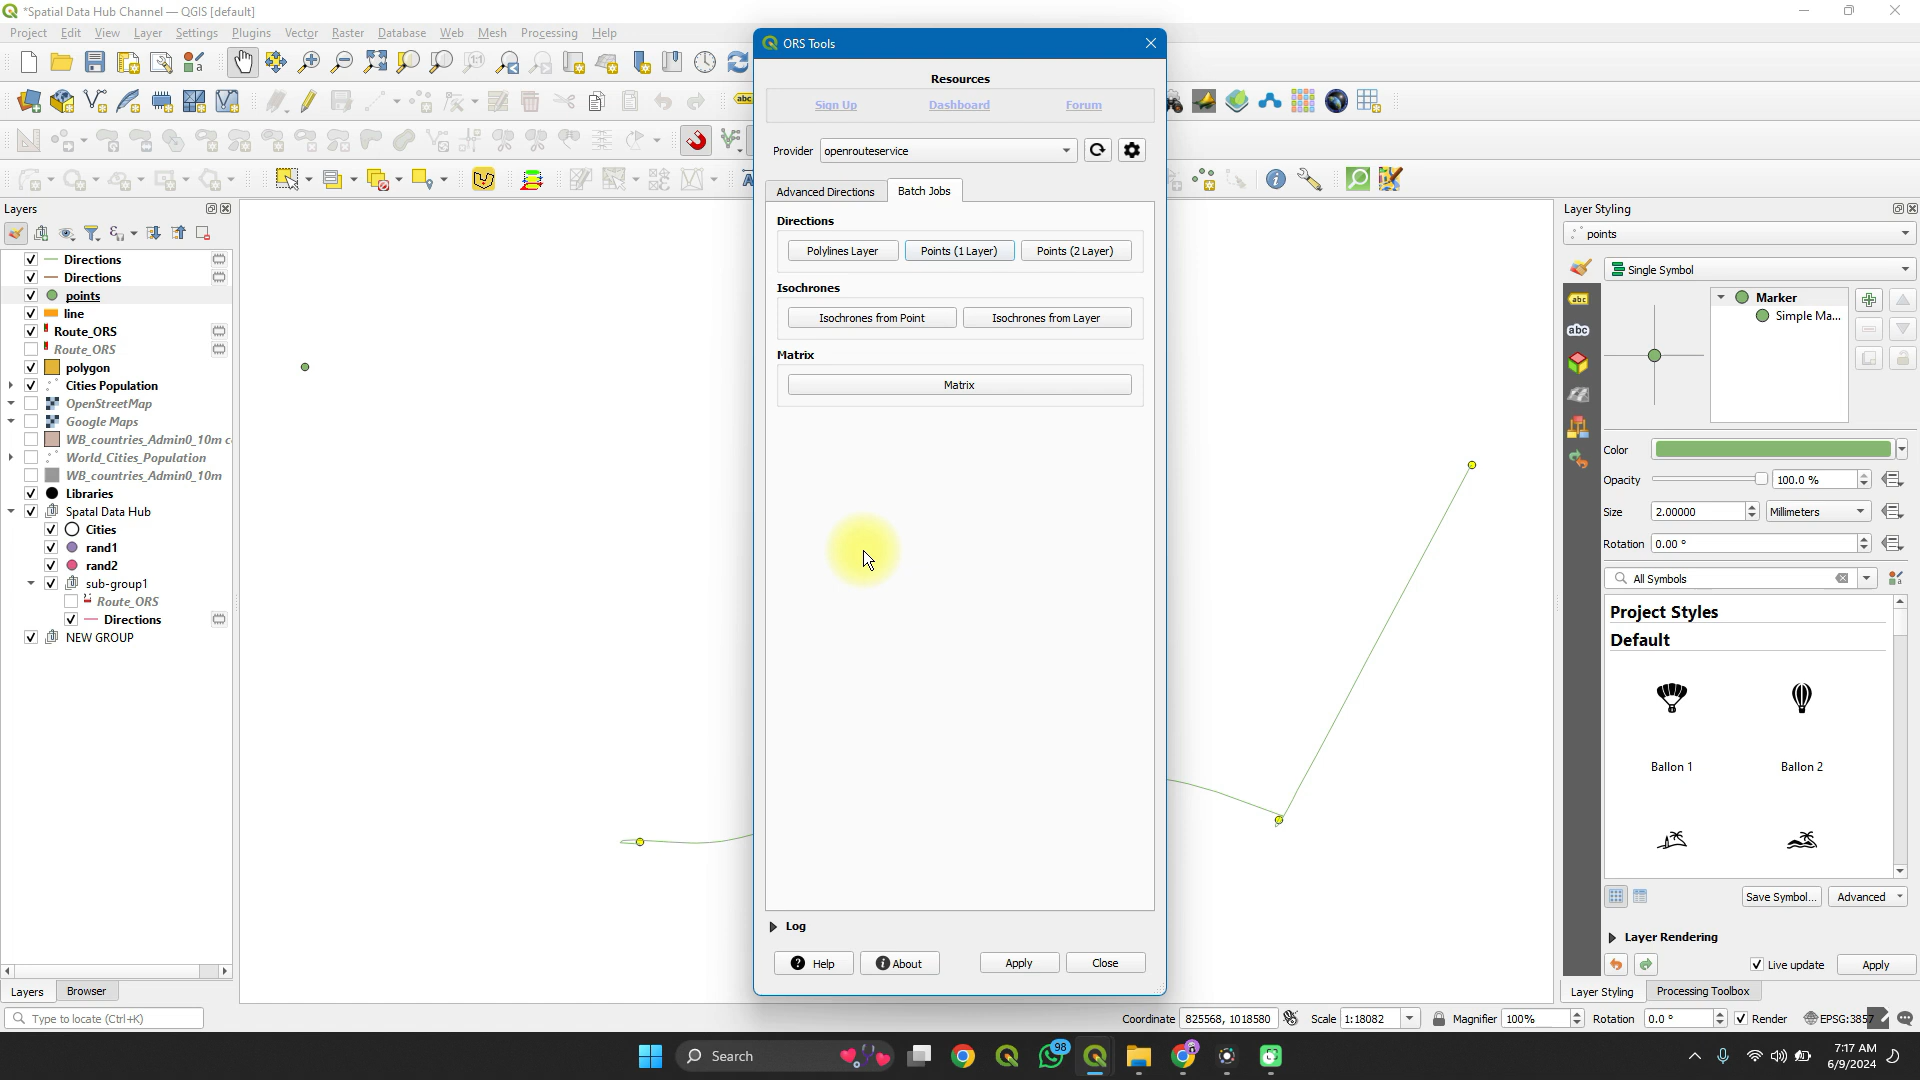 *Spatial Data Hub Channel — QGIS [default]
Project Edit View Layer Settings Plugins Vector Raster Database Web Mesh Processing Help
ORS Tools
Resources
Sign Up Dashboard Forum
Provider openrouteservice
Advanced Directions Batch Jobs
Directions
Polylines Layer Points (1 Layer) Points (2 Layer)
Isochrones
Isochrones from Point Isochrones from Layer
Matrix
Matrix
Log
Help About Apply Close
Layers
Directions
Directions
points
line
Route_ORS
Route_ORS
polygon
Cities Population
OpenStreetMap
Google Maps
WB_countries_Admin0_10m c
World_Cities_Population
WB_countries_Admin0_10m
Libraries
Spatal Data Hub
Cities
rand1
rand2
sub-group1
Route_ORS
Directions
NEW GROUP
Layers Browser
Layer Styling
points
Single Symbol
Marker
Simple Ma...
abc
abc
abc
Color
Opacity 100.0 %
Size 2.00000 Millimeters
Rotation 0.00 °
All Symbols
Project Styles
Default
Ballon 1 Ballon 2
Save Symbol... Advanced
Layer Rendering
Live update Apply
Layer Styling Processing Toolbox
Type to locate (Ctrl+K)
Coordinate 825568, 1018580 Scale 1:18082 Magnifier 100% Rotation 0.0 ° Render EPSG:3857
Search
98
7:17 AM
6/9/2024